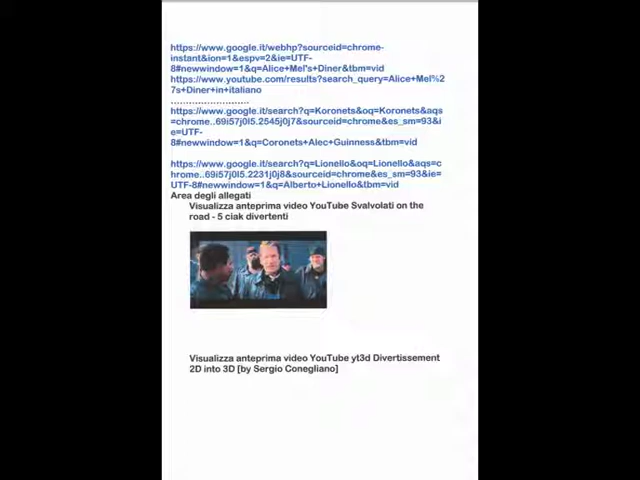 https://www.google.it/webhp?sourceid=chrome-
instant&ion=1&espv=2&ie=UTF-
8#newwindow=1&q=Alice+Mel's+Diner&tbm=vid
https://www.youtube.com/results?search_query=Alice+Mel%2
7s+Diner+in+italiano
..........................
https://www.google.it/search?q=Koronets&oq=Koronets&aqs
=chrome..69i57j0l5.2545j0j7&sourceid=chrome&es_sm=93&i
e=UTF-
8#newwindow=1&q=Coronets+Alec+Guinness&tbm=vid
https://www.google.it/search?q=Lionello&oq=Lionello&aqs=c
hrome..69i57j0l5.2231j0j8&sourceid=chrome&es_sm=93&ie=
UTF-8#newwindow=1&q=Alberto+Lionello&tbm=vid
Area degli allegati
Visualizza anteprima video YouTube Svalvolati on the
road - 5 ciak divertenti
Visualizza anteprima video YouTube yt3d Divertissement
2D into 3D [by Sergio Conegliano]